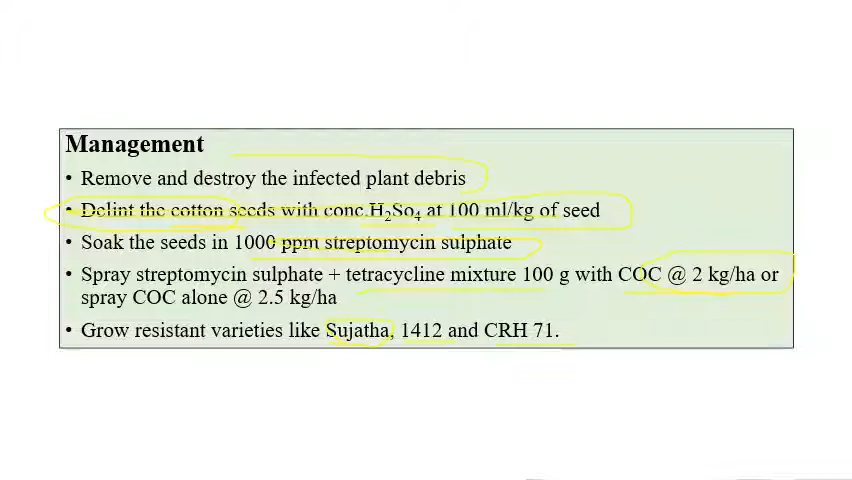 Management
• Remove and destroy the infected plant debris
• Delint the cotton seeds with conc.H₂So₄ at 100 ml/kg of seed
• Soak the seeds in 1000 ppm streptomycin sulphate
• Spray streptomycin sulphate + tetracycline mixture 100 g with COC @ 2 kg/ha or
spray COC alone @ 2.5 kg/ha
• Grow resistant varieties like Sujatha, 1412 and CRH 71.